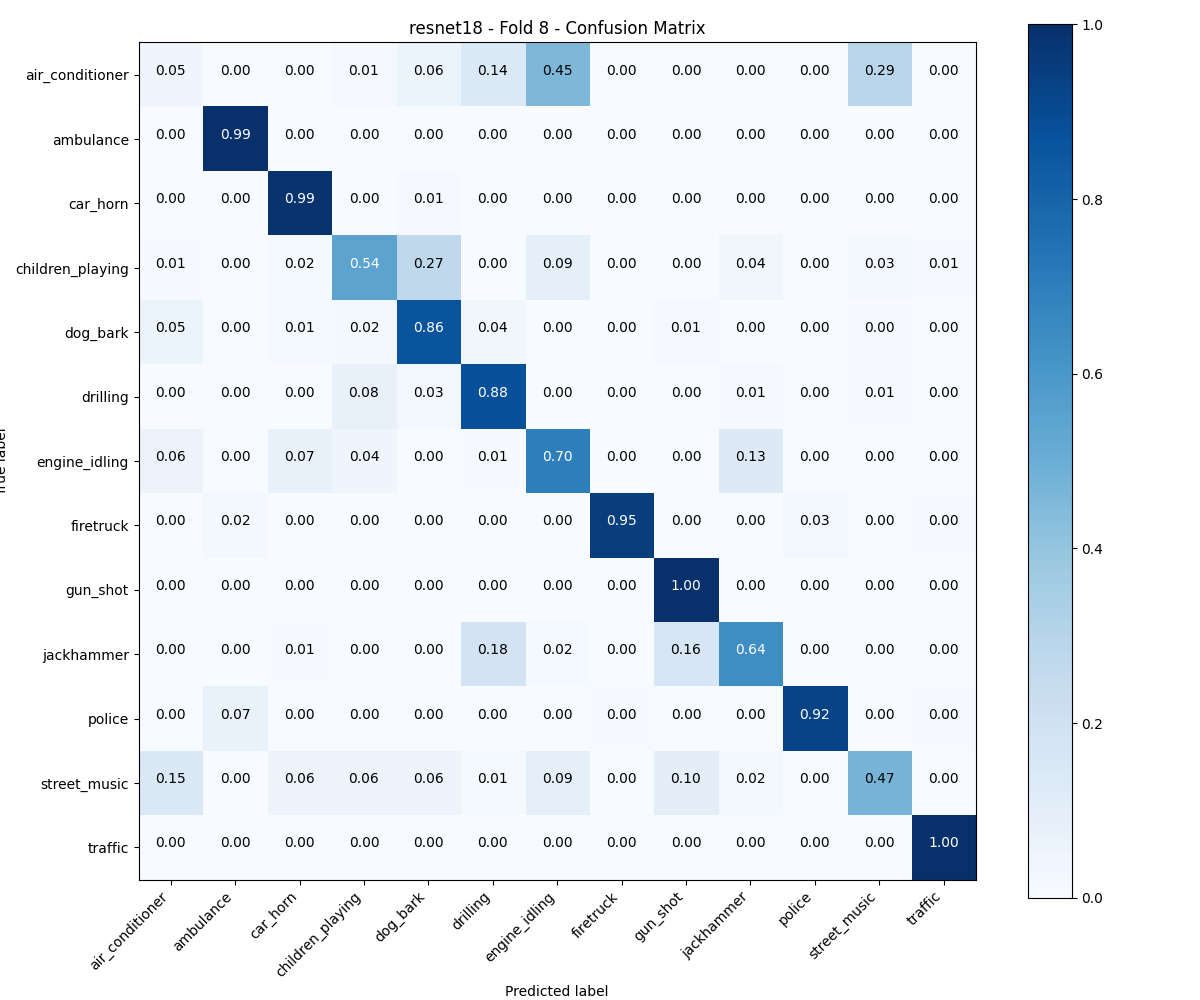 resnet18 - Fold 8 - Confusion Matrix
air_conditioner 0.05 0.00 0.00 0.01 0.06 0.14 0.45 0.00 0.00 0.00 0.00 0.29 0.00
ambulance 0.00 0.99 0.00 0.00 0.00 0.00 0.00 0.00 0.00 0.00 0.00 0.00 0.00
car_horn 0.00 0.00 0.99 0.00 0.01 0.00 0.00 0.00 0.00 0.00 0.00 0.00 0.00
children_playing 0.01 0.00 0.02 0.54 0.27 0.00 0.09 0.00 0.00 0.04 0.00 0.03 0.01
dog_bark 0.05 0.00 0.01 0.02 0.86 0.04 0.00 0.00 0.01 0.00 0.00 0.00 0.00
drilling 0.00 0.00 0.00 0.08 0.03 0.88 0.00 0.00 0.00 0.01 0.00 0.01 0.00
engine_idling 0.06 0.00 0.07 0.04 0.00 0.01 0.70 0.00 0.00 0.13 0.00 0.00 0.00
firetruck 0.00 0.02 0.00 0.00 0.00 0.00 0.00 0.95 0.00 0.00 0.03 0.00 0.00
gun_shot 0.00 0.00 0.00 0.00 0.00 0.00 0.00 0.00 1.00 0.00 0.00 0.00 0.00
jackhammer 0.00 0.00 0.01 0.00 0.00 0.18 0.02 0.00 0.16 0.64 0.00 0.00 0.00
police 0.00 0.07 0.00 0.00 0.00 0.00 0.00 0.00 0.00 0.00 0.92 0.00 0.00
street_music 0.15 0.00 0.06 0.06 0.06 0.01 0.09 0.00 0.10 0.02 0.00 0.47 0.00
traffic 0.00 0.00 0.00 0.00 0.00 0.00 0.00 0.00 0.00 0.00 0.00 0.00 1.00
air_conditioner ambulance car_horn children_playing dog_bark drilling engine_idling firetruck gun_shot jackhammer police street_music traffic
Predicted label
1.0
0.8
0.6
0.4
0.2
0.0